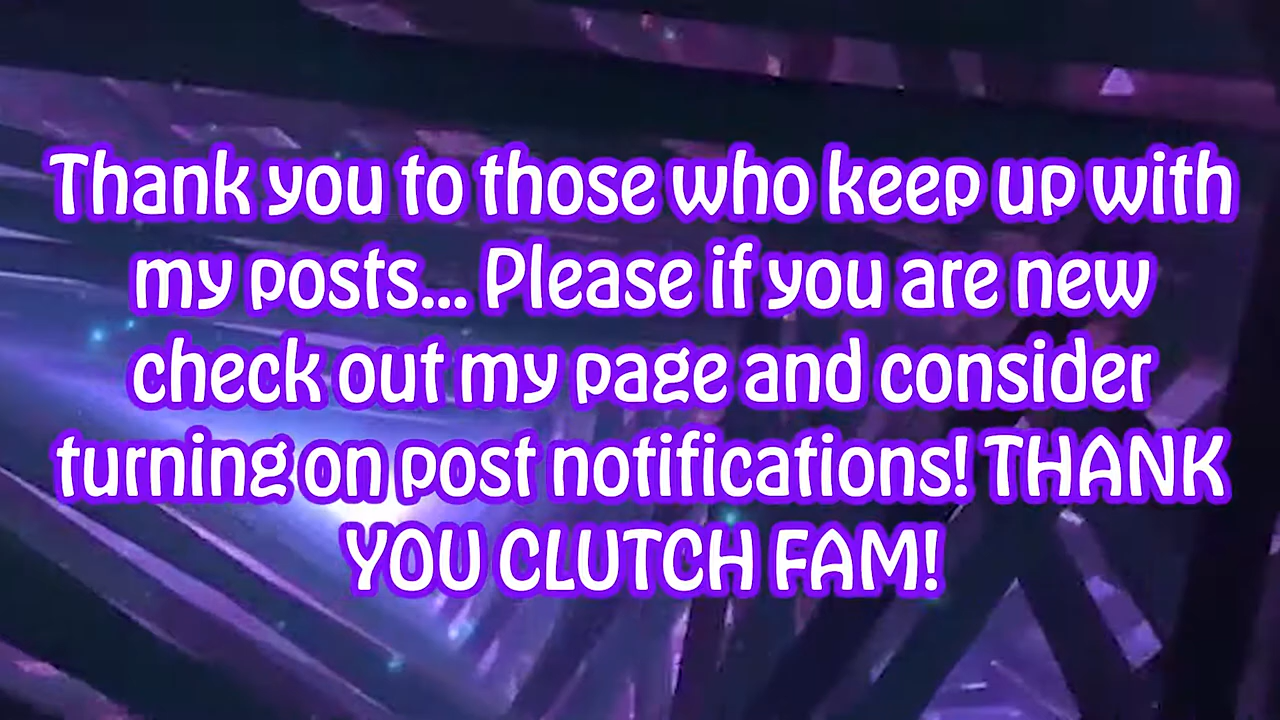 Thank you to those who keep up with
my posts... Please if you are new
check out my page and consider
turning on post notifications! THANK
YOU CLUTCH FAM!